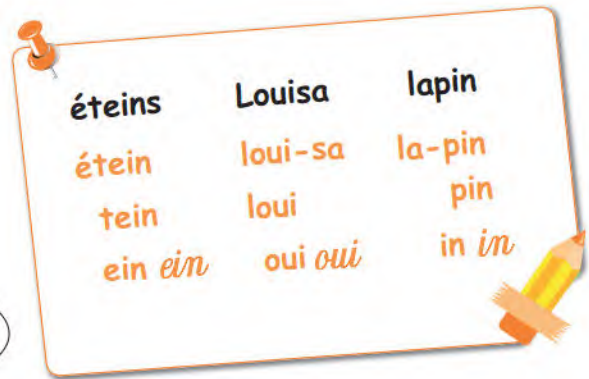 éteins Louisa lapin
étein loui-sa la-pin
tein loui pin
ein ein oui oui in in